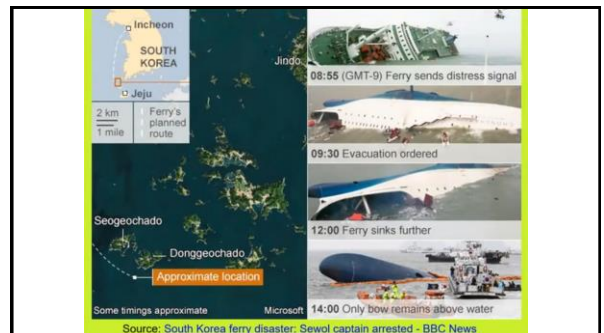 Incheon
SOUTH
KOREA
Jeju
2 km
1 mile
Ferry's
planned
route
Jindo
Seogeochado
Donggeochado
Approximate location
Some timings approximate
Microsoft
08:55 (GMT-9) Ferry sends distress signal
09:30 Evacuation ordered
12:00 Ferry sinks further
14:00 Only bow remains above water
Source: South Korea ferry disaster: Sewol captain arrested - BBC News